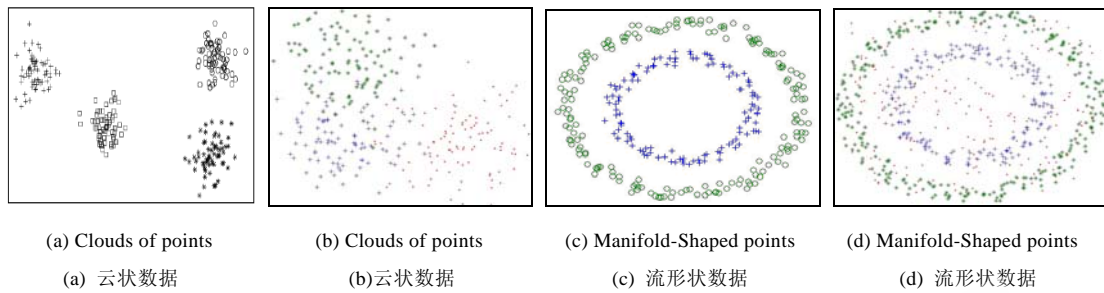 (a) Clouds of points (b) Clouds of points (c) Manifold-Shaped points (d) Manifold-Shaped points
(a) 云状数据 (b)云状数据 (c) 流形状数据 (d) 流形状数据